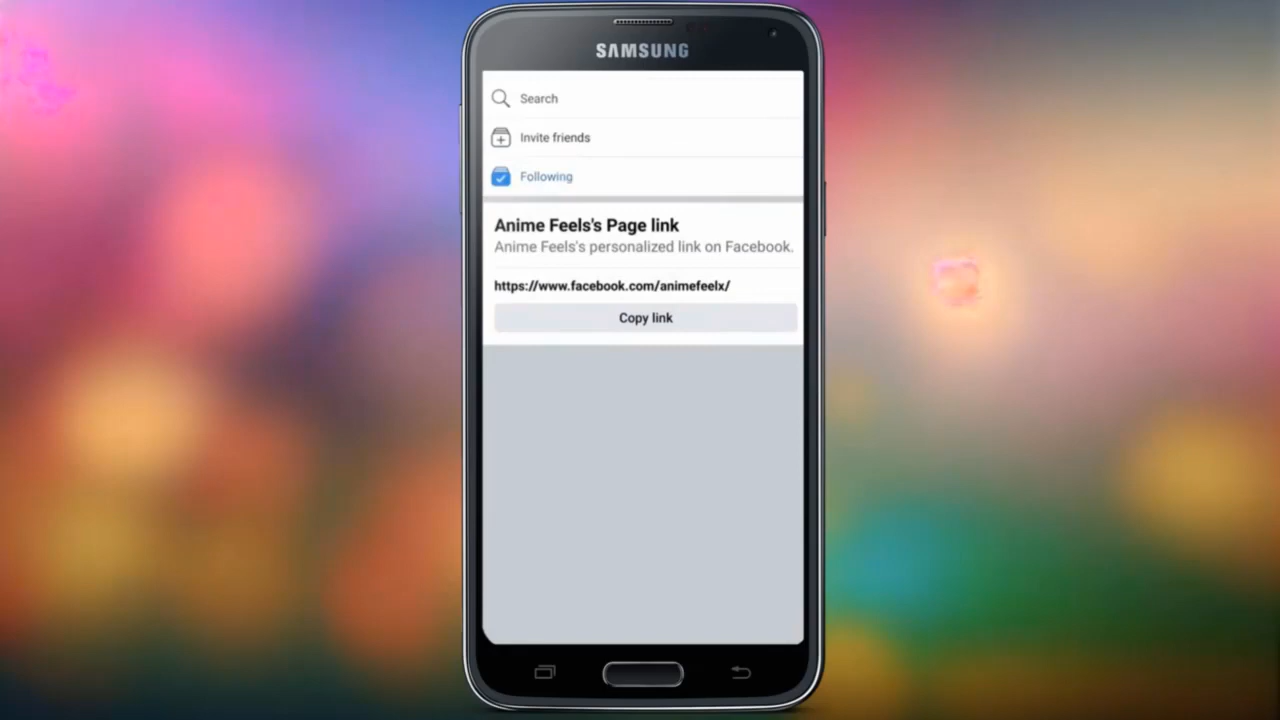 SAMSUNG
Search
Invite friends
Following
Anime Feels's Page link
Anime Feels's personalized link on Facebook.
https://www.facebook.com/animefeelx/
Copy link